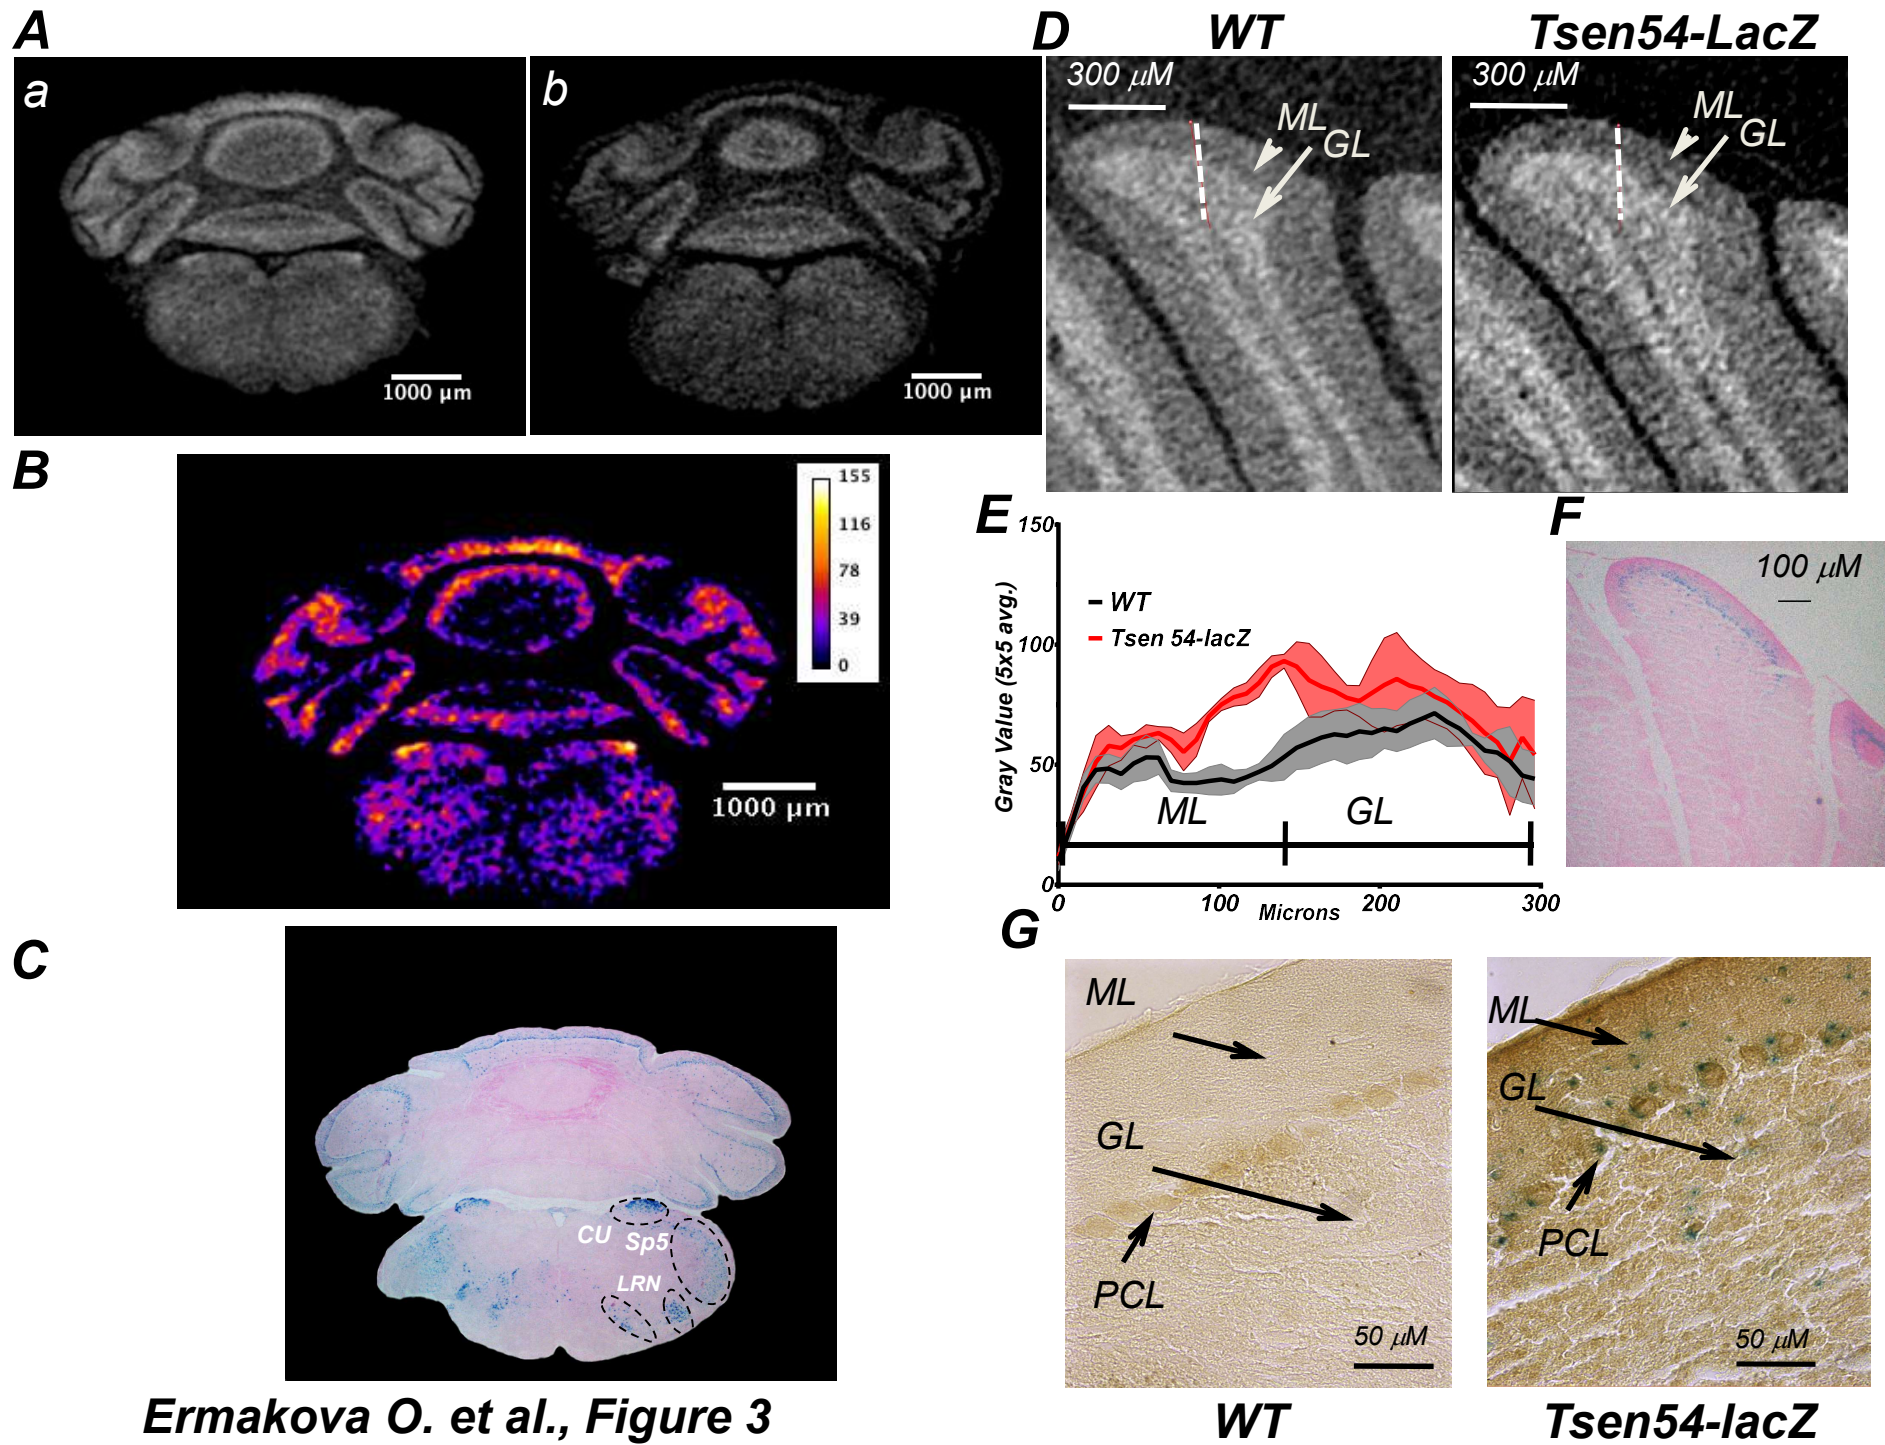 A
a
1000 µm
b
1000 µm
B
155
116
78
39
0
1000 µm
C
CU
Sp5
LRN
D
WT
Tsen54-LacZ
300 µM
ML
GL
300 µM
ML
GL
E
150
100
50
0
Gray Value (5x5 avg.)
WT
Tsen 54-lacZ
ML
GL
0
100
200
300
Microns
F
100 µM
G
ML
GL
PCL
50 µM
WT
ML
GL
PCL
50 µM
Tsen54-lacZ
Ermakova O. et al., Figure 3